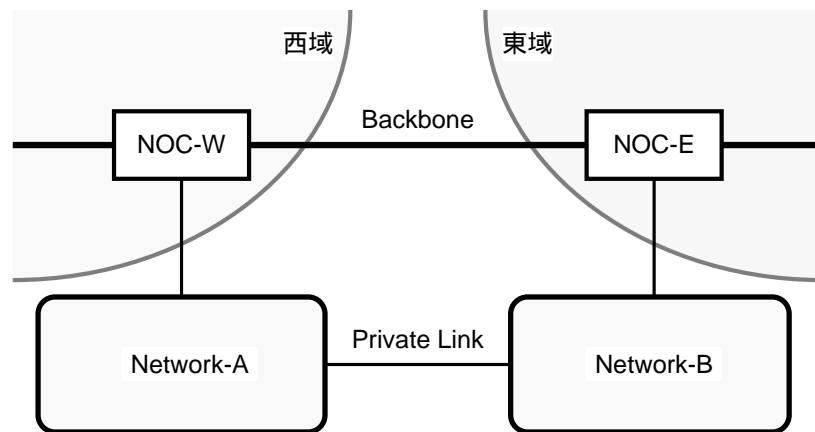 西域
東域
Backbone
NOC-W
NOC-E
Private Link
Network-A
Network-B